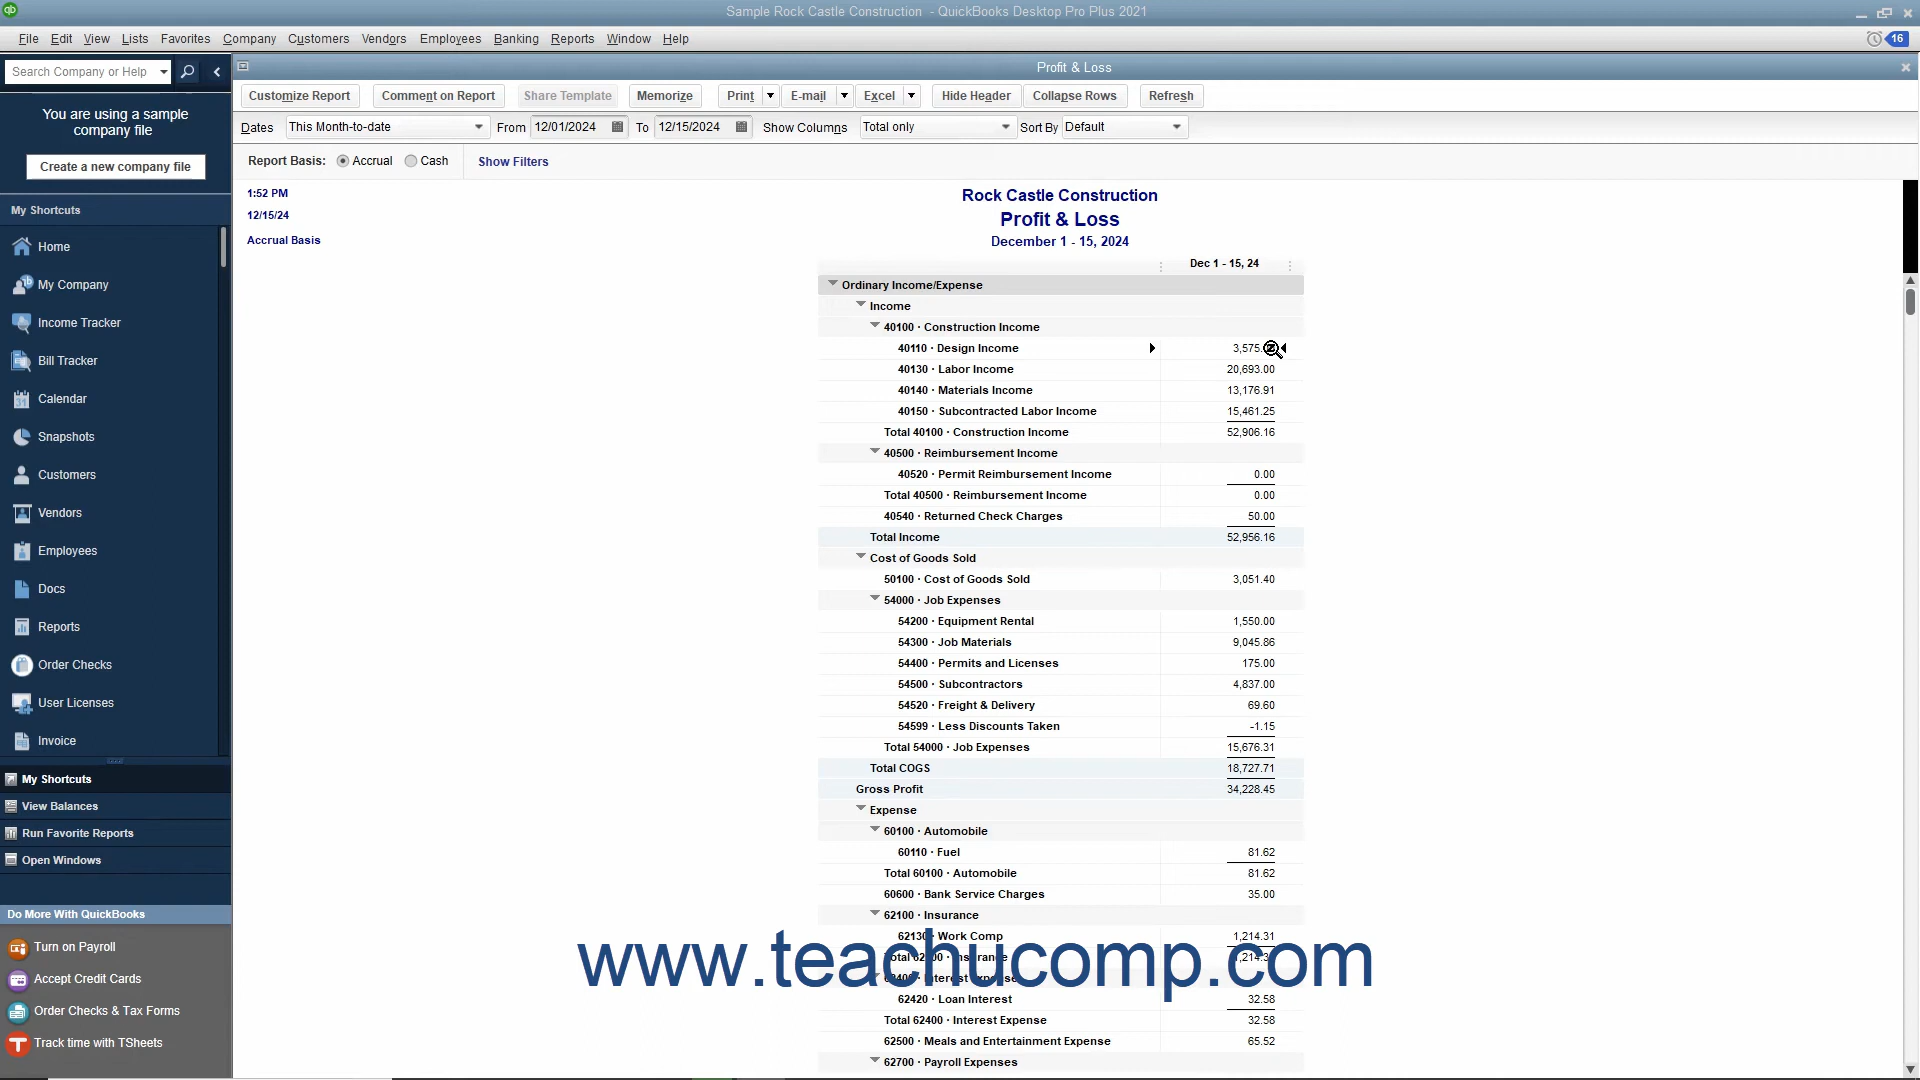 Sample Rock Castle Construction - QuickBooks Desktop Pro Plus 2021
File Edit View Lists Favorites Company Customers Vendors Employees Banking Reports Window Help
16
Search Company or Help
Profit & Loss
You are using a sample
company file
Create a new company file
Customize Report Comment on Report Share Template Memorize Print E-mail Excel Hide Header Collapse Rows Refresh
Dates This Month-to-date From 12/01/2024 To 12/15/2024 Show Columns Total only Sort By Default
Report Basis: Accrual Cash Show Filters
My Shortcuts
Home
My Company
Income Tracker
Bill Tracker
Calendar
Snapshots
Customers
Vendors
Employees
Docs
Reports
Order Checks
User Licenses
Invoice
My Shortcuts
View Balances
Run Favorite Reports
Open Windows
Do More With QuickBooks
Turn on Payroll
Accept Credit Cards
Order Checks & Tax Forms
Track time with TSheets
1:52 PM
12/15/24
Accrual Basis
Rock Castle Construction
Profit & Loss
December 1 - 15, 2024
Dec 1 - 15, 24
Ordinary Income/Expense
Income
40100 · Construction Income
40110 · Design Income
40130 · Labor Income 20,693.00
40140 · Materials Income 13,176.91
40150 · Subcontracted Labor Income 15,461.25
Total 40100 · Construction Income 52,906.16
40500 · Reimbursement Income
40520 · Permit Reimbursement Income 0.00
Total 40500 · Reimbursement Income 0.00
40540 · Returned Check Charges 50.00
Total Income 52,956.16
Cost of Goods Sold
50100 · Cost of Goods Sold 3,051.40
54000 · Job Expenses
54200 · Equipment Rental 1,550.00
54300 · Job Materials 9,045.86
54400 · Permits and Licenses 175.00
54500 · Subcontractors 4,837.00
54520 · Freight & Delivery 69.60
54599 · Less Discounts Taken -1.15
Total 54000 · Job Expenses 15,676.31
Total COGS 18,727.71
Gross Profit 34,228.45
Expense
60100 · Automobile
60110 · Fuel 81.62
Total 60100 · Automobile 81.62
60600 · Bank Service Charges 35.00
62100 · Insurance
62130 · Work Comp 1,214.31
Total 62100 · Insurance
www.teachucomp.com
62400 · Interest Expense
62420 · Loan Interest 32.58
Total 62400 · Interest Expense 32.58
62500 · Meals and Entertainment Expense 65.52
62700 · Payroll Expenses